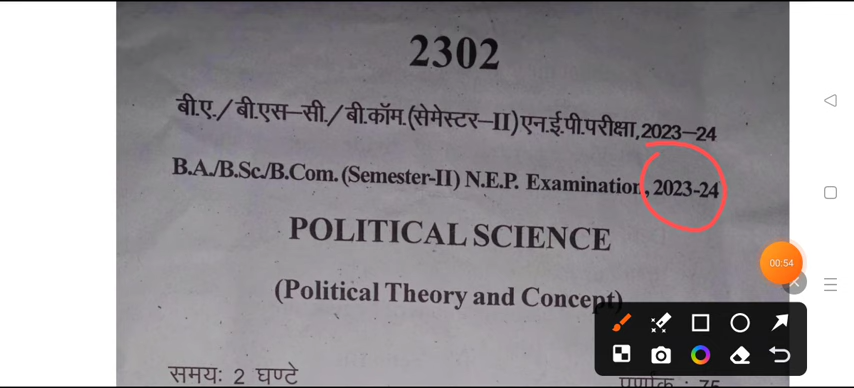 2302
बी.ए./बी.एस–सी./बी.कॉम.(सेमेस्टर–II)एन.ई.पी.परीक्षा,2023–24
B.A./B.Sc./B.Com. (Semester-II) N.E.P. Examination, 2023-24
POLITICAL SCIENCE
(Political Theory and Concept)
00:54
समयः 2 घण्टे
पूर्णांक : 75